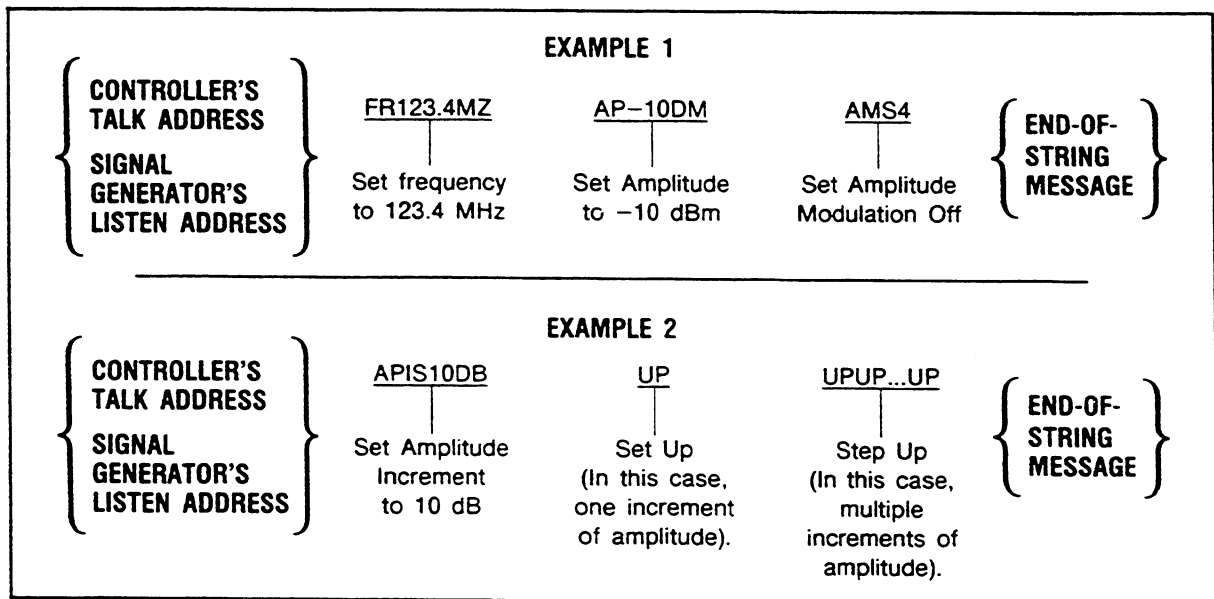 EXAMPLE 1
CONTROLLER'S
TALK ADDRESS
SIGNAL
GENERATOR'S
LISTEN ADDRESS
FR123.4MZ
Set frequency
to 123.4 MHz
AP–10DM
Set Amplitude
to –10 dBm
AMS4
Set Amplitude
Modulation Off
END-OF-
STRING
MESSAGE
EXAMPLE 2
CONTROLLER'S
TALK ADDRESS
SIGNAL
GENERATOR'S
LISTEN ADDRESS
APIS10DB
Set Amplitude
Increment
to 10 dB
UP
Set Up
(In this case,
one increment
of amplitude).
UPUP...UP
Step Up
(In this case,
multiple
increments of
amplitude).
END-OF-
STRING
MESSAGE